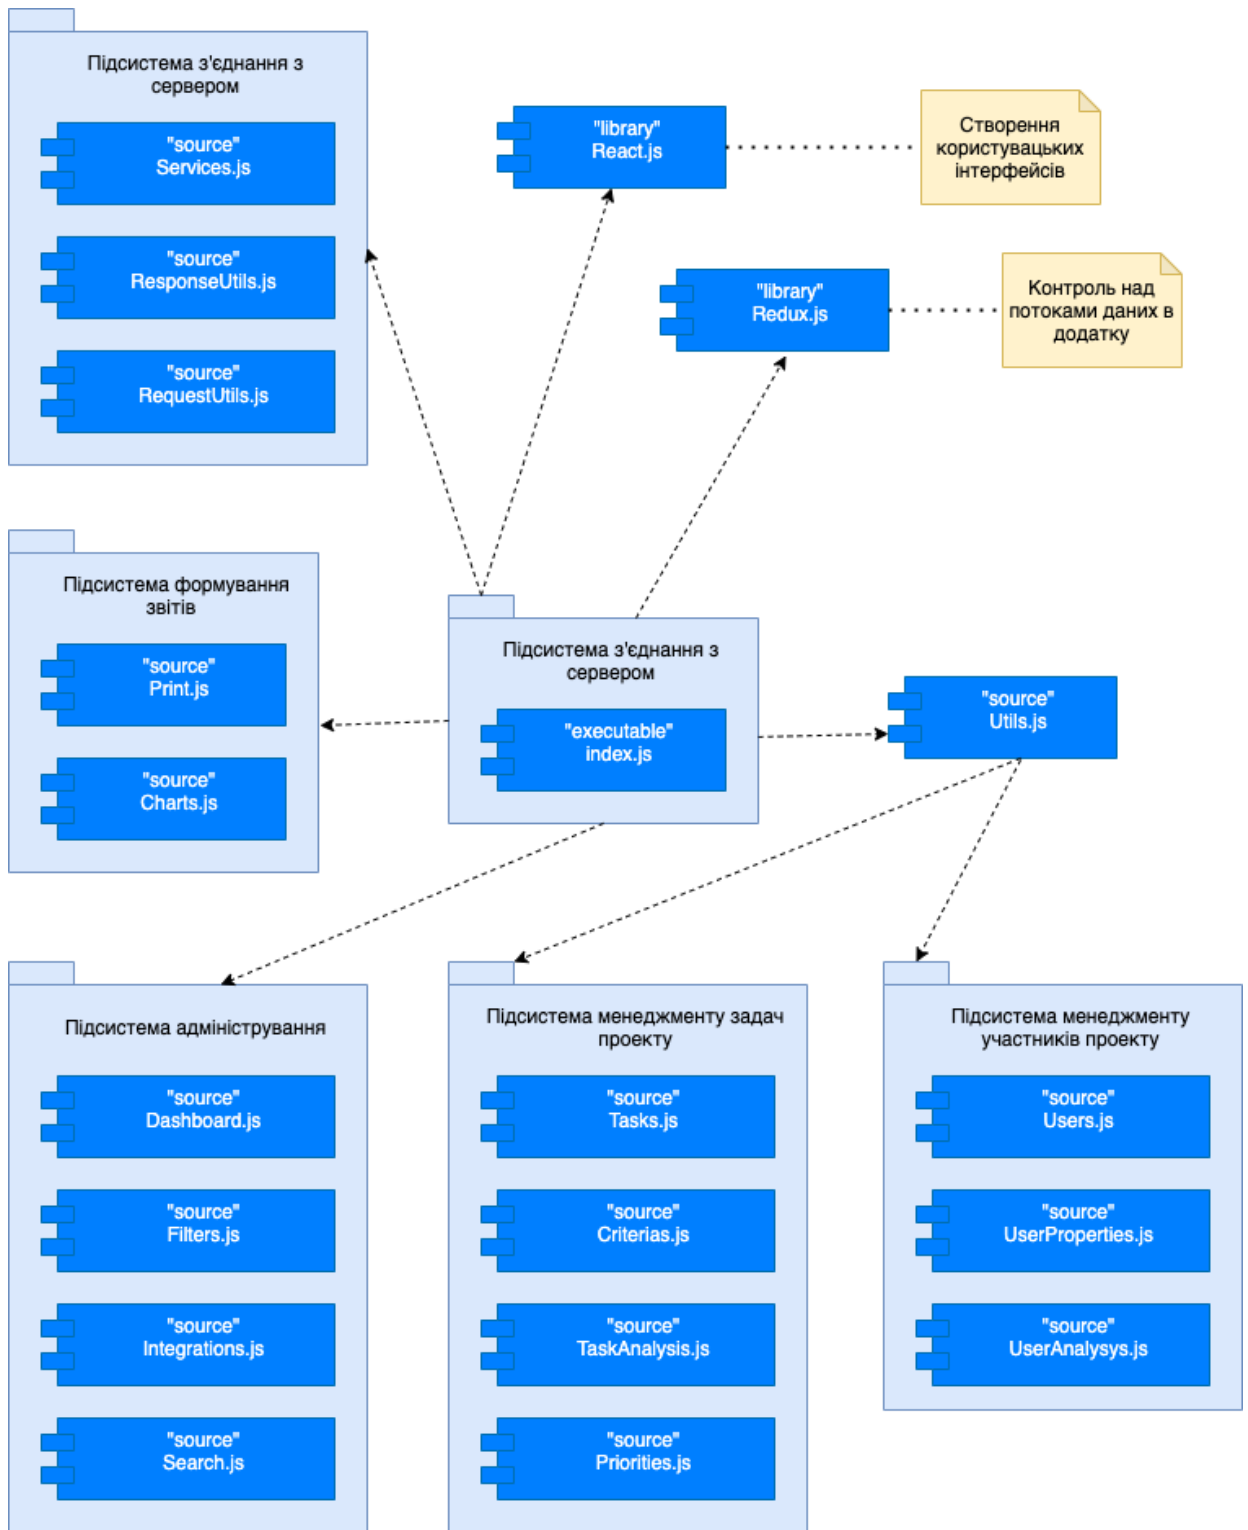 Підсистема з'єднання з
сервером
"source"
Services.js
"source"
ResponseUtils.js
"source"
RequestUtils.js
"library"
React.js
Створення
користувацьких
інтерфейсів
"library"
Redux.js
Контроль над
потоками даних в
додатку
Підсистема формування
звітів
"source"
Print.js
"source"
Charts.js
Підсистема з'єднання з
сервером
"executable"
index.js
"source"
Utils.js
Підсистема адміністрування
"source"
Dashboard.js
"source"
Filters.js
"source"
Integrations.js
"source"
Search.js
Підсистема менеджменту задач
проекту
"source"
Tasks.js
"source"
Criterias.js
"source"
TaskAnalysis.js
"source"
Priorities.js
Підсистема менеджменту
участників проекту
"source"
Users.js
"source"
UserProperties.js
"source"
UserAnalysys.js